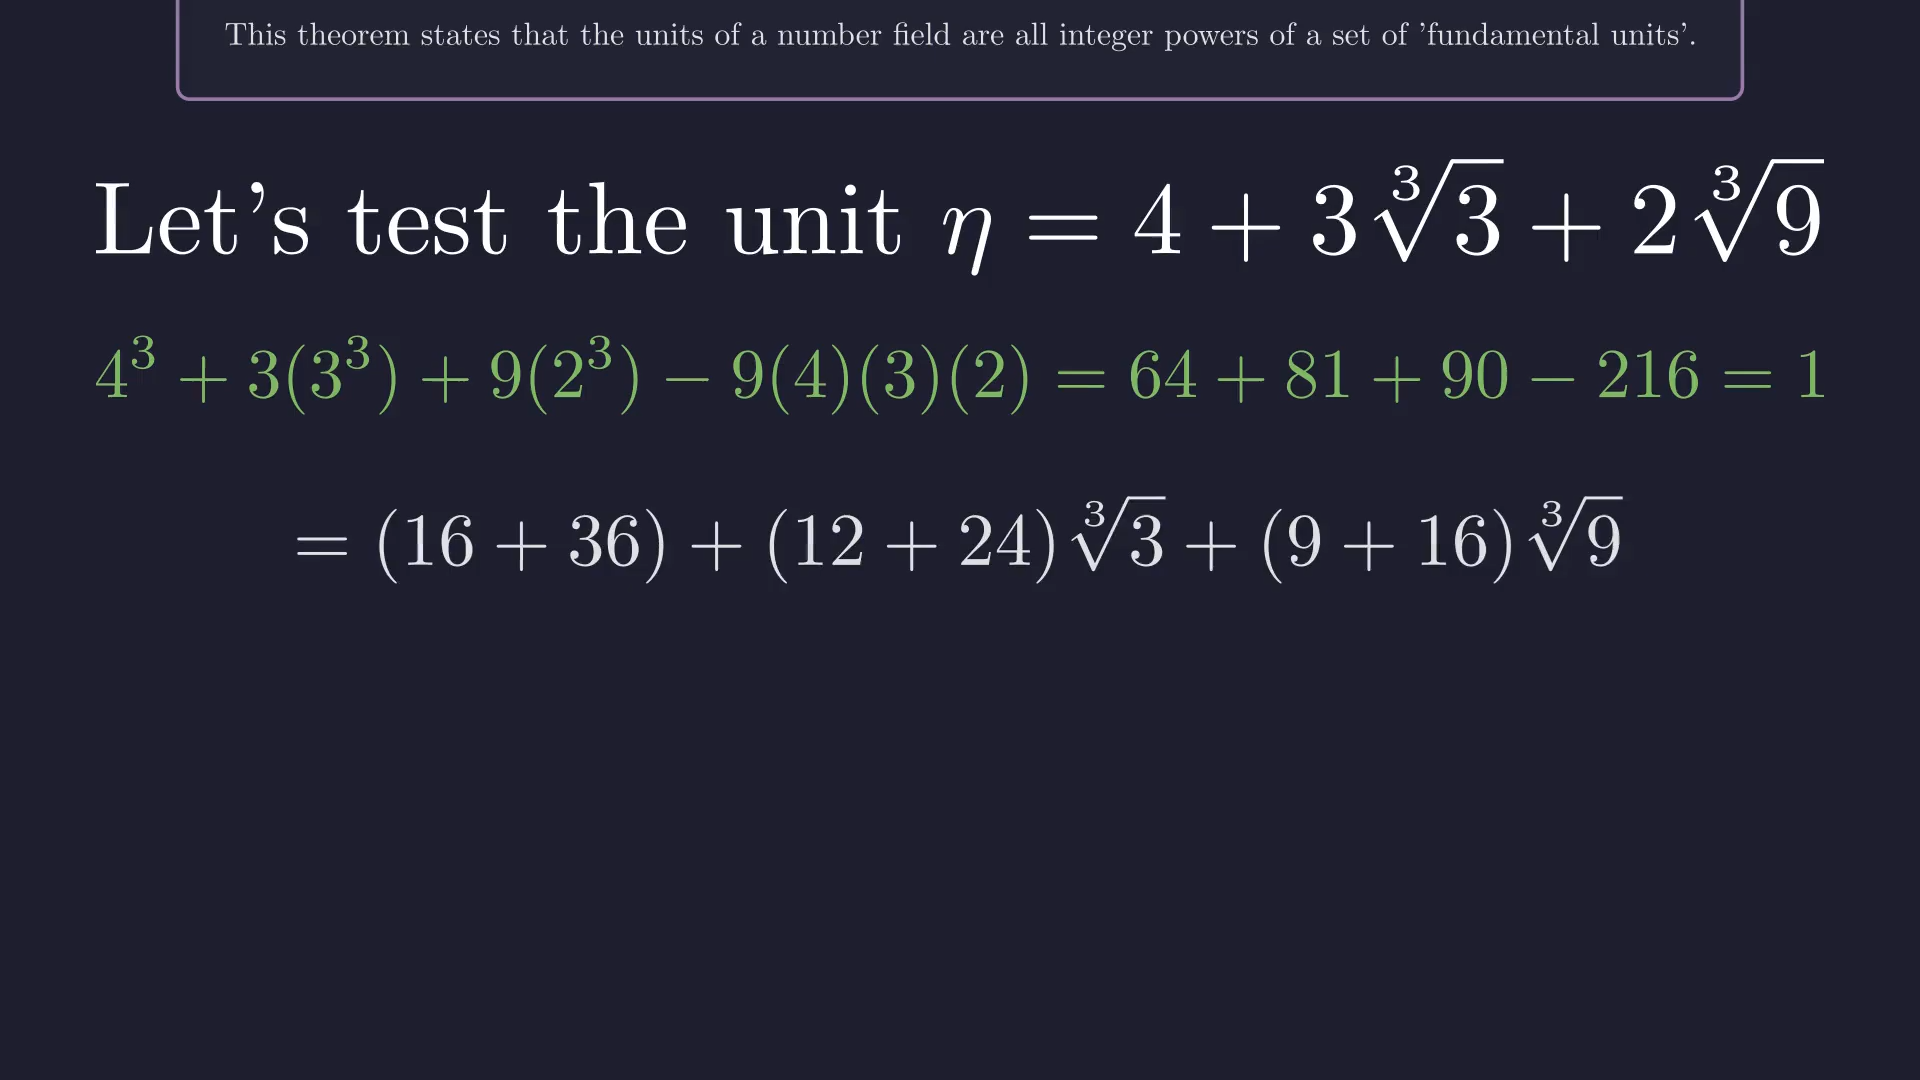 This theorem states that the units of a number field are all integer powers of a set of 'fundamental units'.
Let's test the unit η = 4 + 3∛3 + 2∛9
4³ + 3(3³) + 9(2³) − 9(4)(3)(2) = 64 + 81 + 90 − 216 = 1
= (16 + 36) + (12 + 24)∛3 + (9 + 16)∛9